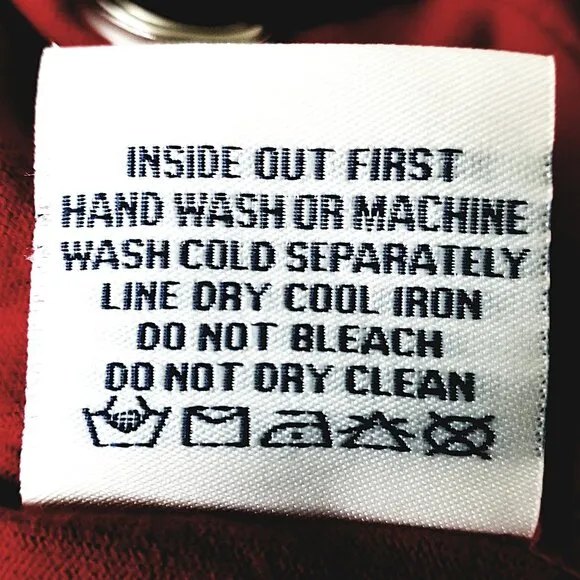 INSIDE OUT FIRST
HAND WASH OR MACHINE
WASH COLD SEPARATELY
LINE DRY COOL IRON
DO NOT BLEACH
DO NOT DRY CLEAN